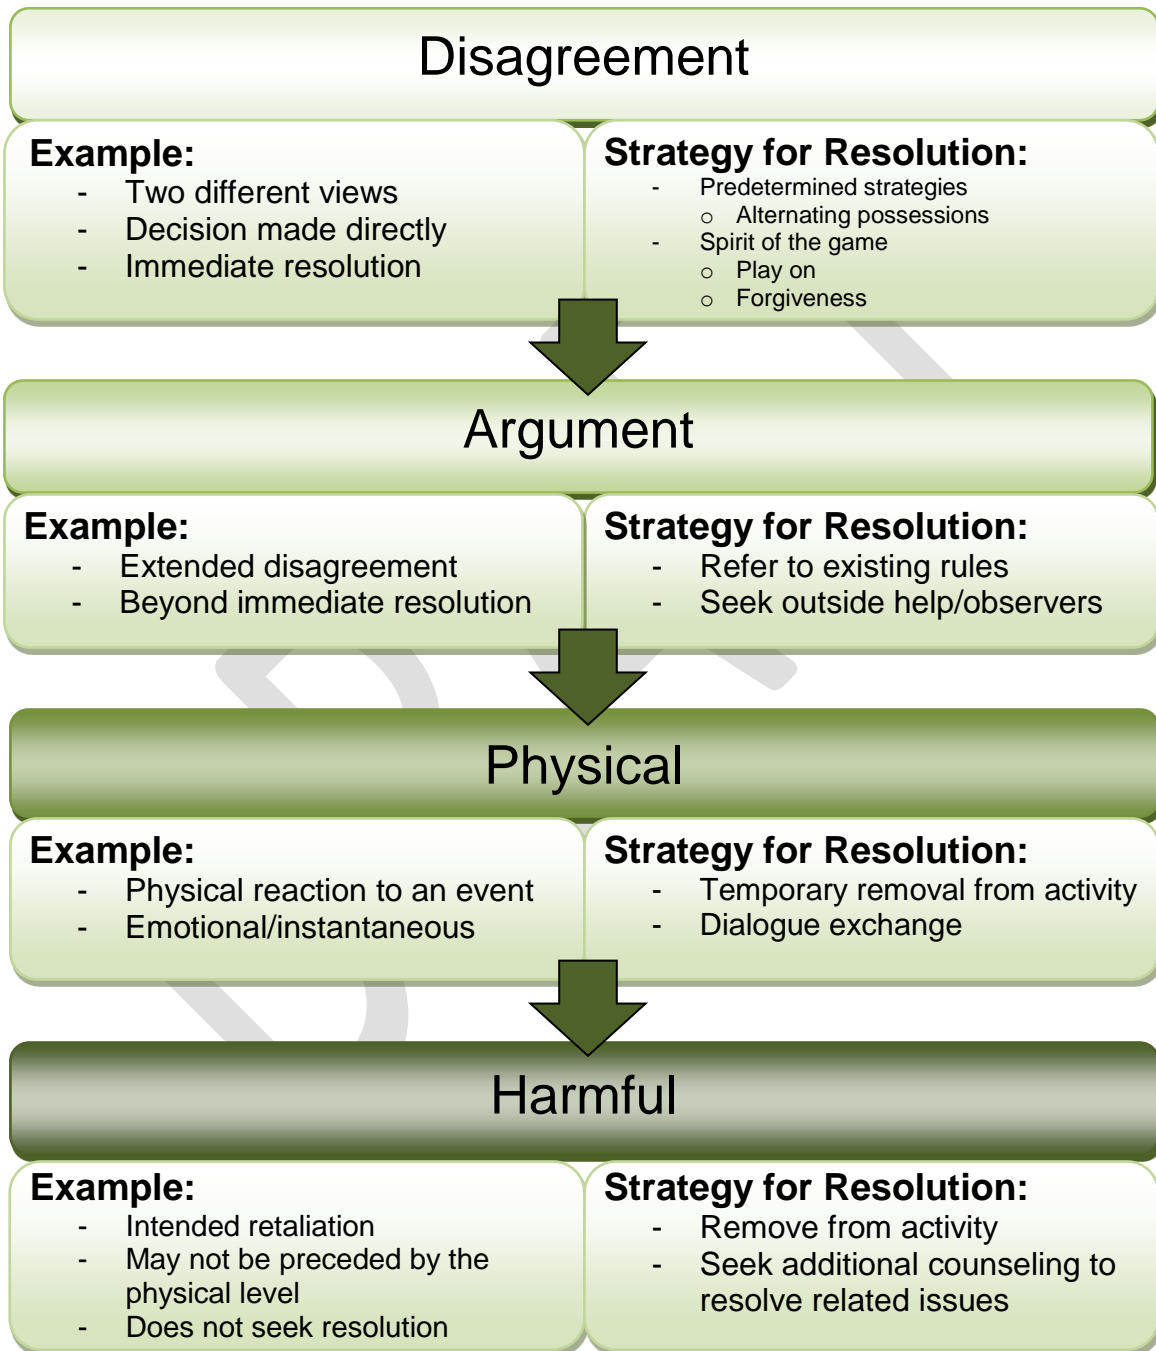 Disagreement
Example:
- Two different views
- Decision made directly
- Immediate resolution
Strategy for Resolution:
- Predetermined strategies
o Alternating possessions
- Spirit of the game
o Play on
o Forgiveness
Argument
Example:
- Extended disagreement
- Beyond immediate resolution
Strategy for Resolution:
- Refer to existing rules
- Seek outside help/observers
Physical
Example:
- Physical reaction to an event
- Emotional/instantaneous
Strategy for Resolution:
- Temporary removal from activity
- Dialogue exchange
Harmful
Example:
- Intended retaliation
- May not be preceded by the
physical level
- Does not seek resolution
Strategy for Resolution:
- Remove from activity
- Seek additional counseling to
resolve related issues